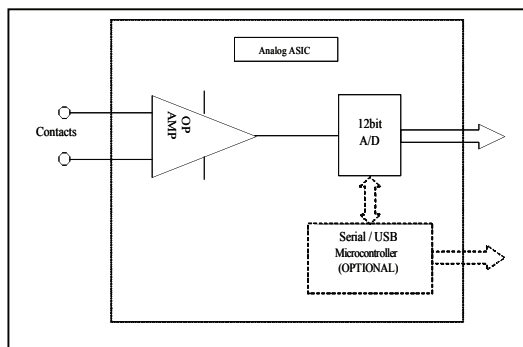 Analog ASIC
Contacts
OP
AMP
12bit
A/D
Serial / USB
Microcontroller
(OPTIONAL)